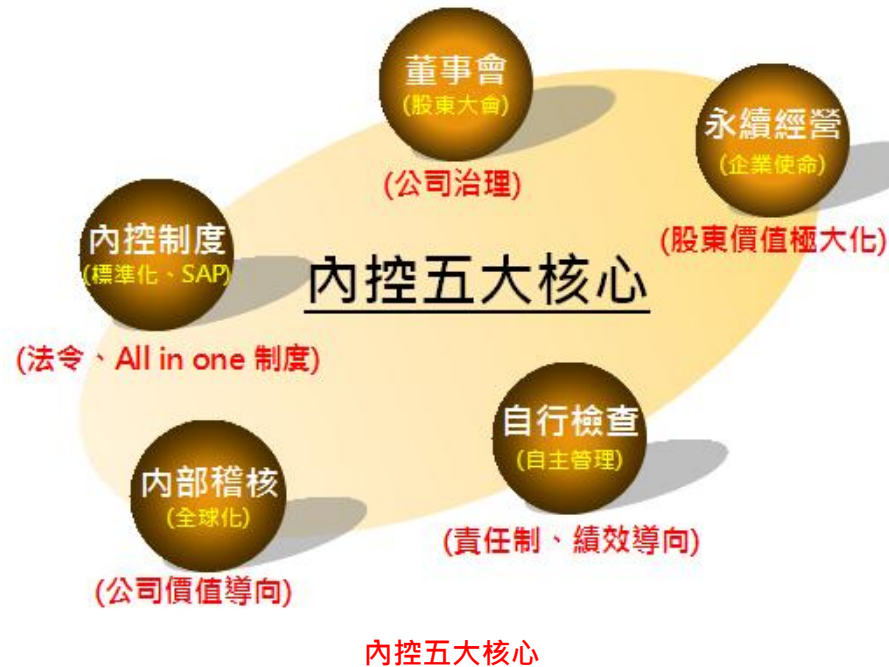 董事會
(股東大會)
(公司治理)
永續經營
(企業使命)
(股東價值極大化)
內控制度
(標準化、SAP)
(法令、All in one 制度)
內控五大核心
自行檢查
(自主管理)
(責任制、績效導向)
內部稽核
(全球化)
(公司價值導向)
內控五大核心